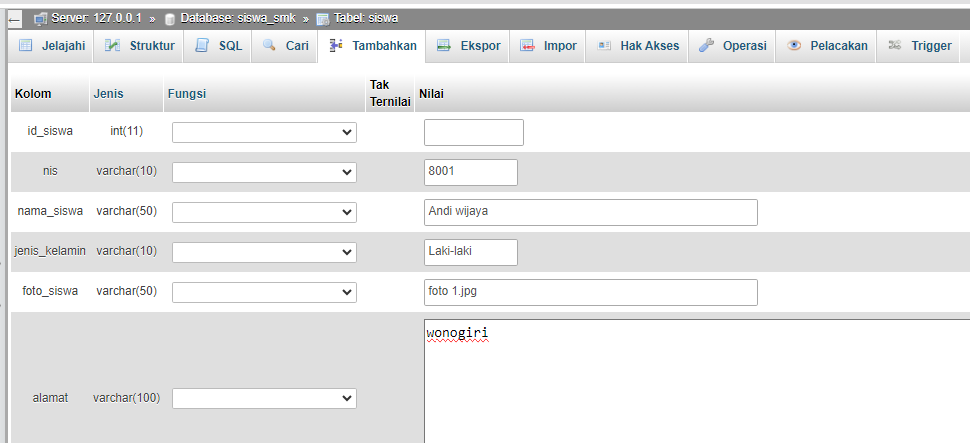 ← Server: 127.0.0.1 » Database: siswa_smk » Tabel: siswa
Jelajahi Struktur SQL Cari Tambahkan Ekspor Impor Hak Akses Operasi Pelacakan Trigger
Kolom Jenis Fungsi Tak Ternilai Nilai
id_siswa int(11)
nis varchar(10) 8001
nama_siswa varchar(50) Andi wijaya
jenis_kelamin varchar(10) Laki-laki
foto_siswa varchar(50) foto 1.jpg
wonogiri
alamat varchar(100)